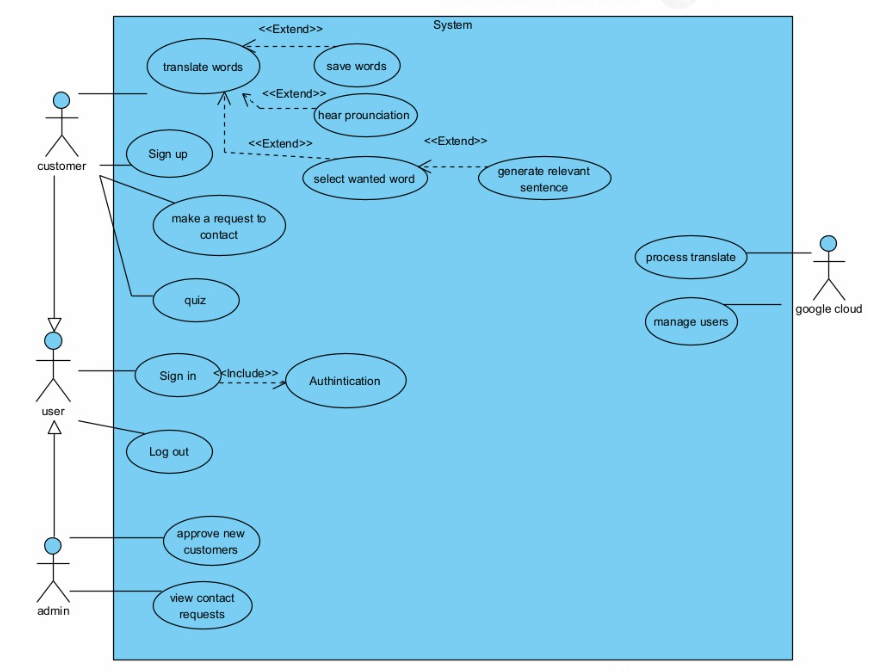 System
<<Extend>>
translate words
save words
<<Extend>>
hear prounciation
customer
Sign up
<<Extend>>
<<Extend>>
select wanted word
generate relevant
sentence
make a request to
contact
process translate
google cloud
quiz
manage users
user
Sign in
<<Include>>
Authintication
Log out
approve new
customers
admin
view contact
requests